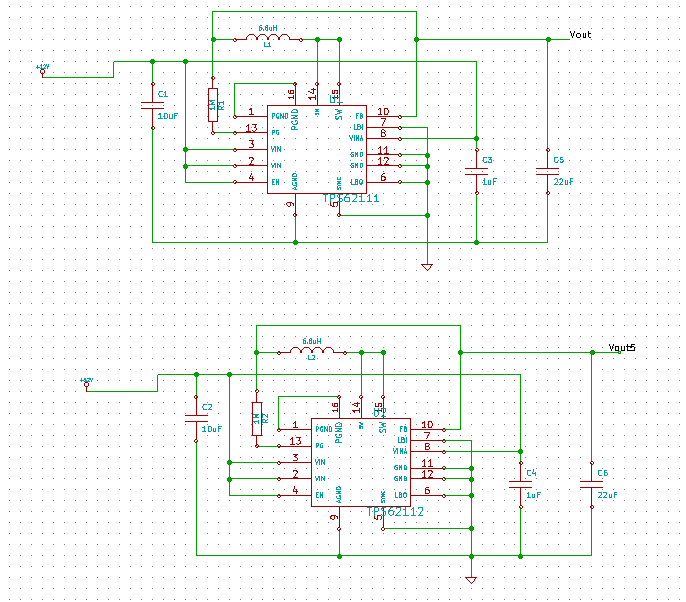 6.8uH
L1
Vout
+12V
C1
10uF
1M
R1
16
14
15
PGND
SW
SW
1
PGND
13
PG
3
VIN
2
VIN
4
EN
10
FB
7
LBI
8
VINA
11
GND
12
GND
6
LBO
AGND
SYNC
9
TPS62111
C3
1uF
C5
22uF
6.8uH
L2
Vout5
+12V
C2
10uF
1M
R2
16
14
15
PGND
SW
SW
1
PGND
13
PG
3
VIN
2
VIN
4
EN
10
FB
7
LBI
8
VINA
11
GND
12
GND
6
LBO
AGND
SYNC
9
5
TPS62112
C4
1uF
C6
22uF